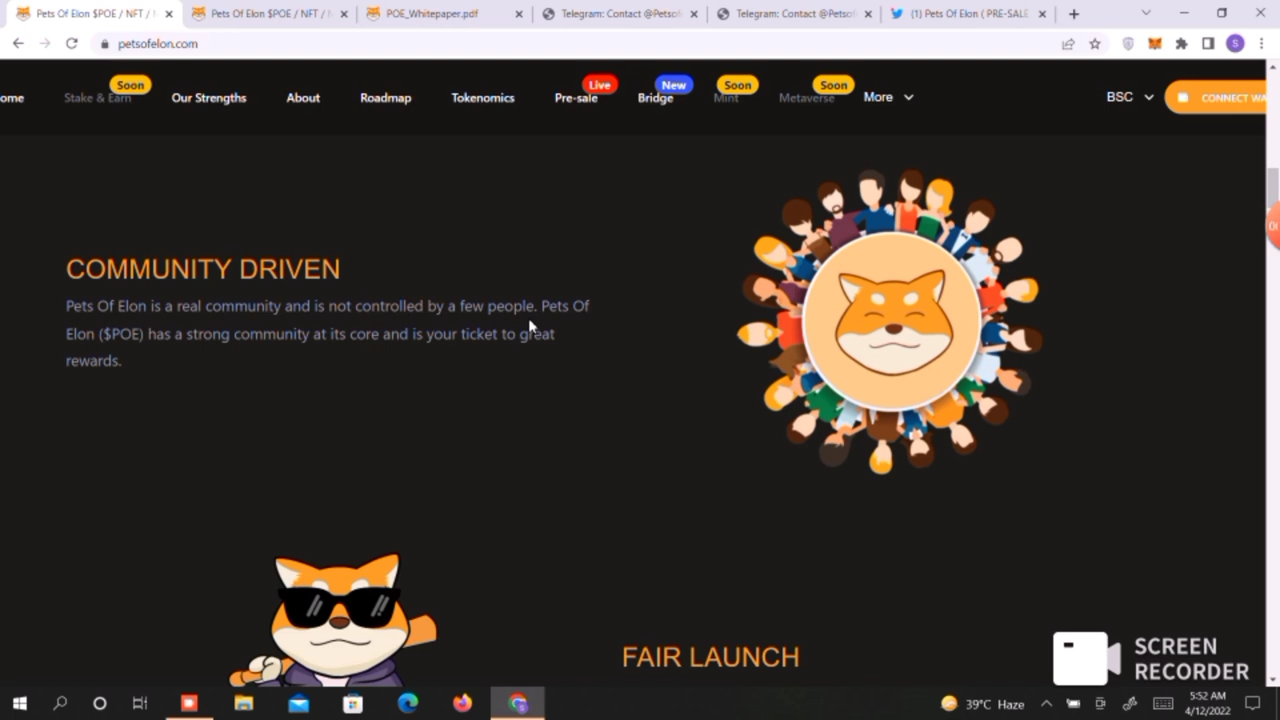 Pets Of Elon $POE / NFT /
Pets Of Elon $POE / NFT /
POE_Whitepaper.pdf
Telegram: Contact @Petsof
Telegram: Contact @Petsof
(1) Pets Of Elon ( PRE-SALE
petsofelon.com
S
Soon
Live
New
Soon
Soon
ome
Stake & Earn
Our Strengths
About
Roadmap
Tokenomics
Pre-sale
Bridge
Mint
Metaverse
More
BSC
CONNECT WA
COMMUNITY DRIVEN
Pets Of Elon is a real community and is not controlled by a few people. Pets Of
Elon ($POE) has a strong community at its core and is your ticket to great
rewards.
FAIR LAUNCH
SCREEN
RECORDER
39°C Haze
5:52 AM
4/12/2022